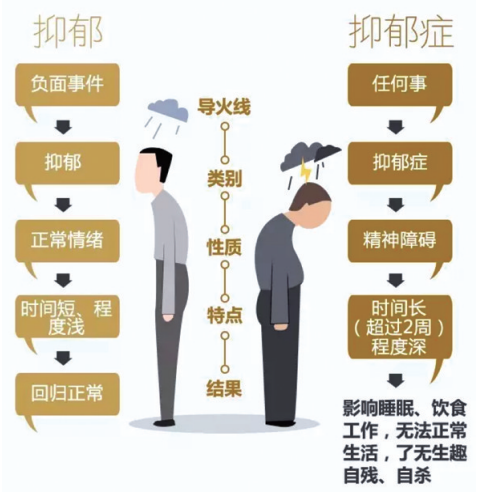 抑郁
负面事件
抑郁
正常情绪
时间短、程
度浅
回归正常
导火线
类别
性质
特点
结果
抑郁症
任何事
抑郁症
精神障碍
时间长
（超过2周）
程度深
影响睡眠、饮食
工作，无法正常
生活，了无生趣
自残、自杀